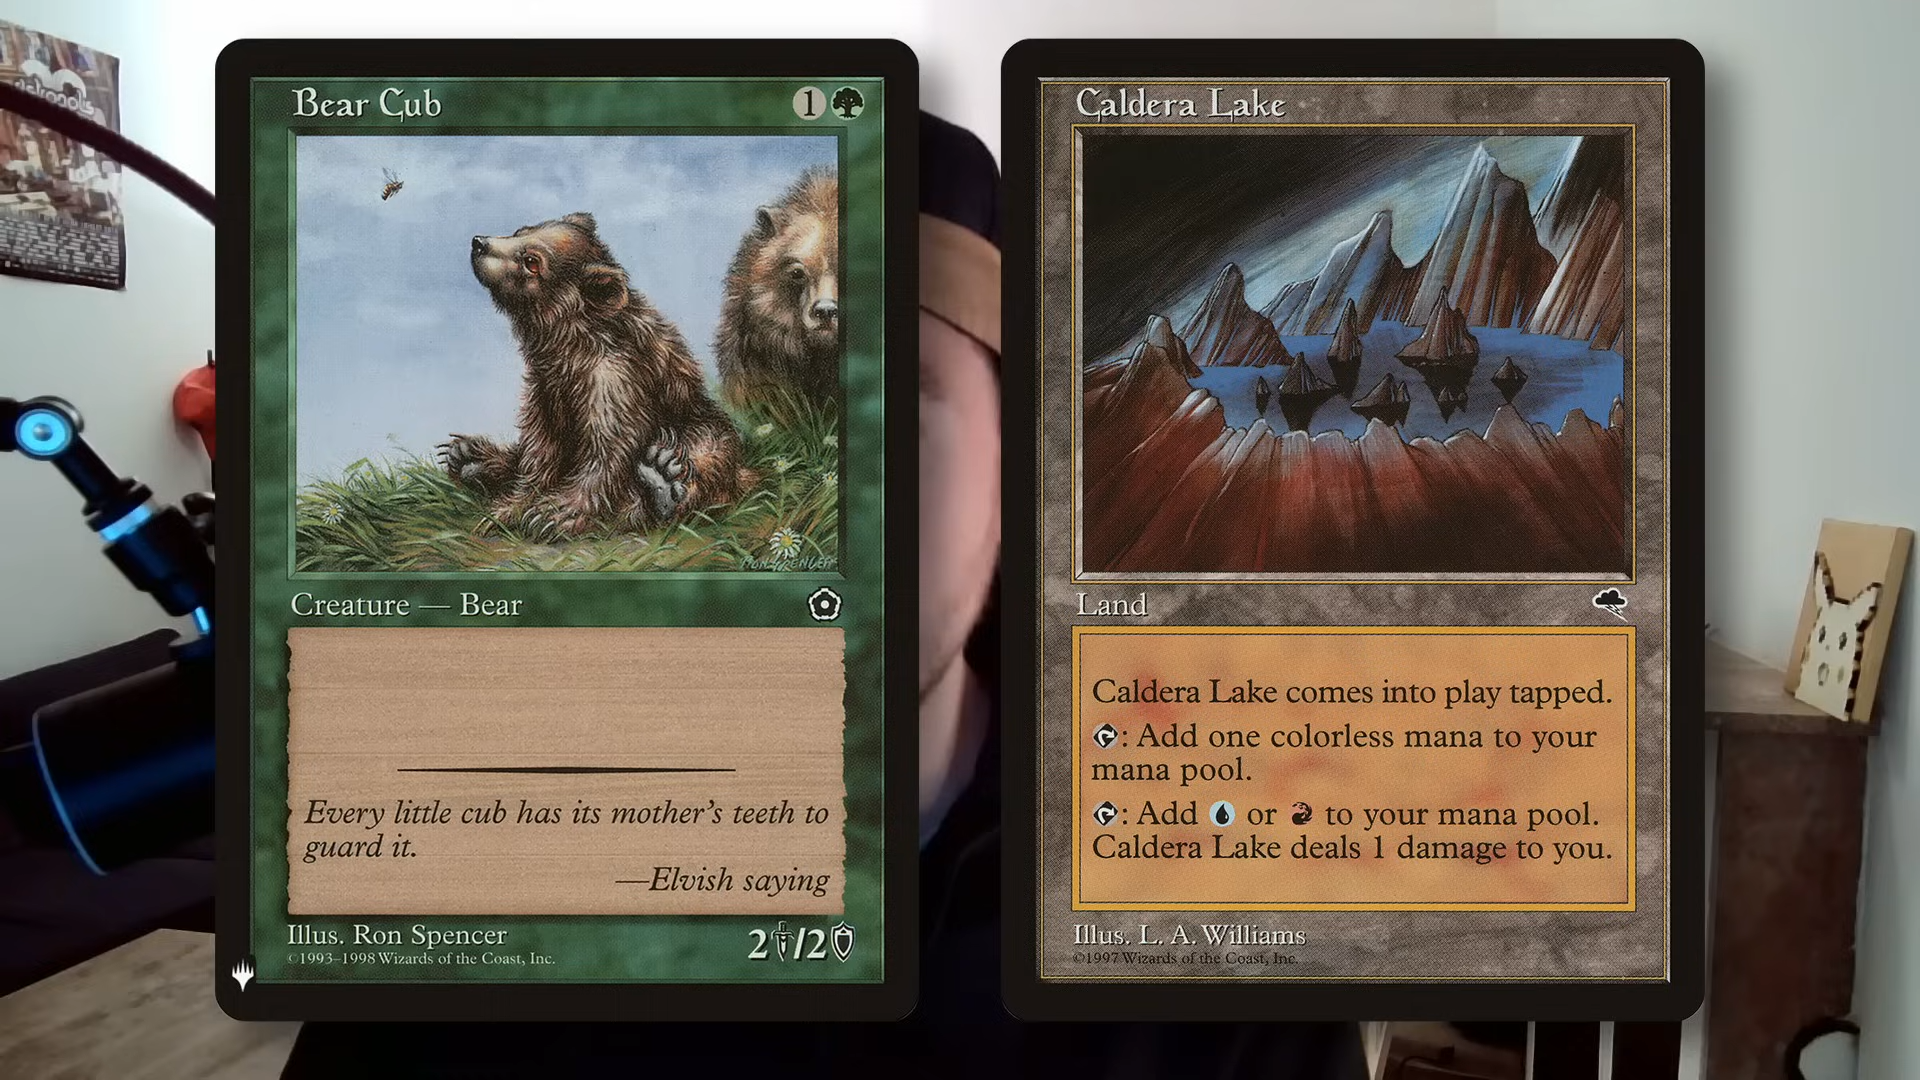 Bear Cub 1
Creature — Bear
Every little cub has its mother's teeth to
guard it.
—Elvish saying
Illus. Ron Spencer
©1993–1998 Wizards of the Coast, Inc.
2/2
Caldera Lake
Land
Caldera Lake comes into play tapped.
: Add one colorless mana to your
mana pool.
: Add or to your mana pool.
Caldera Lake deals 1 damage to you.
Illus. L. A. Williams
©1997 Wizards of the Coast, Inc.